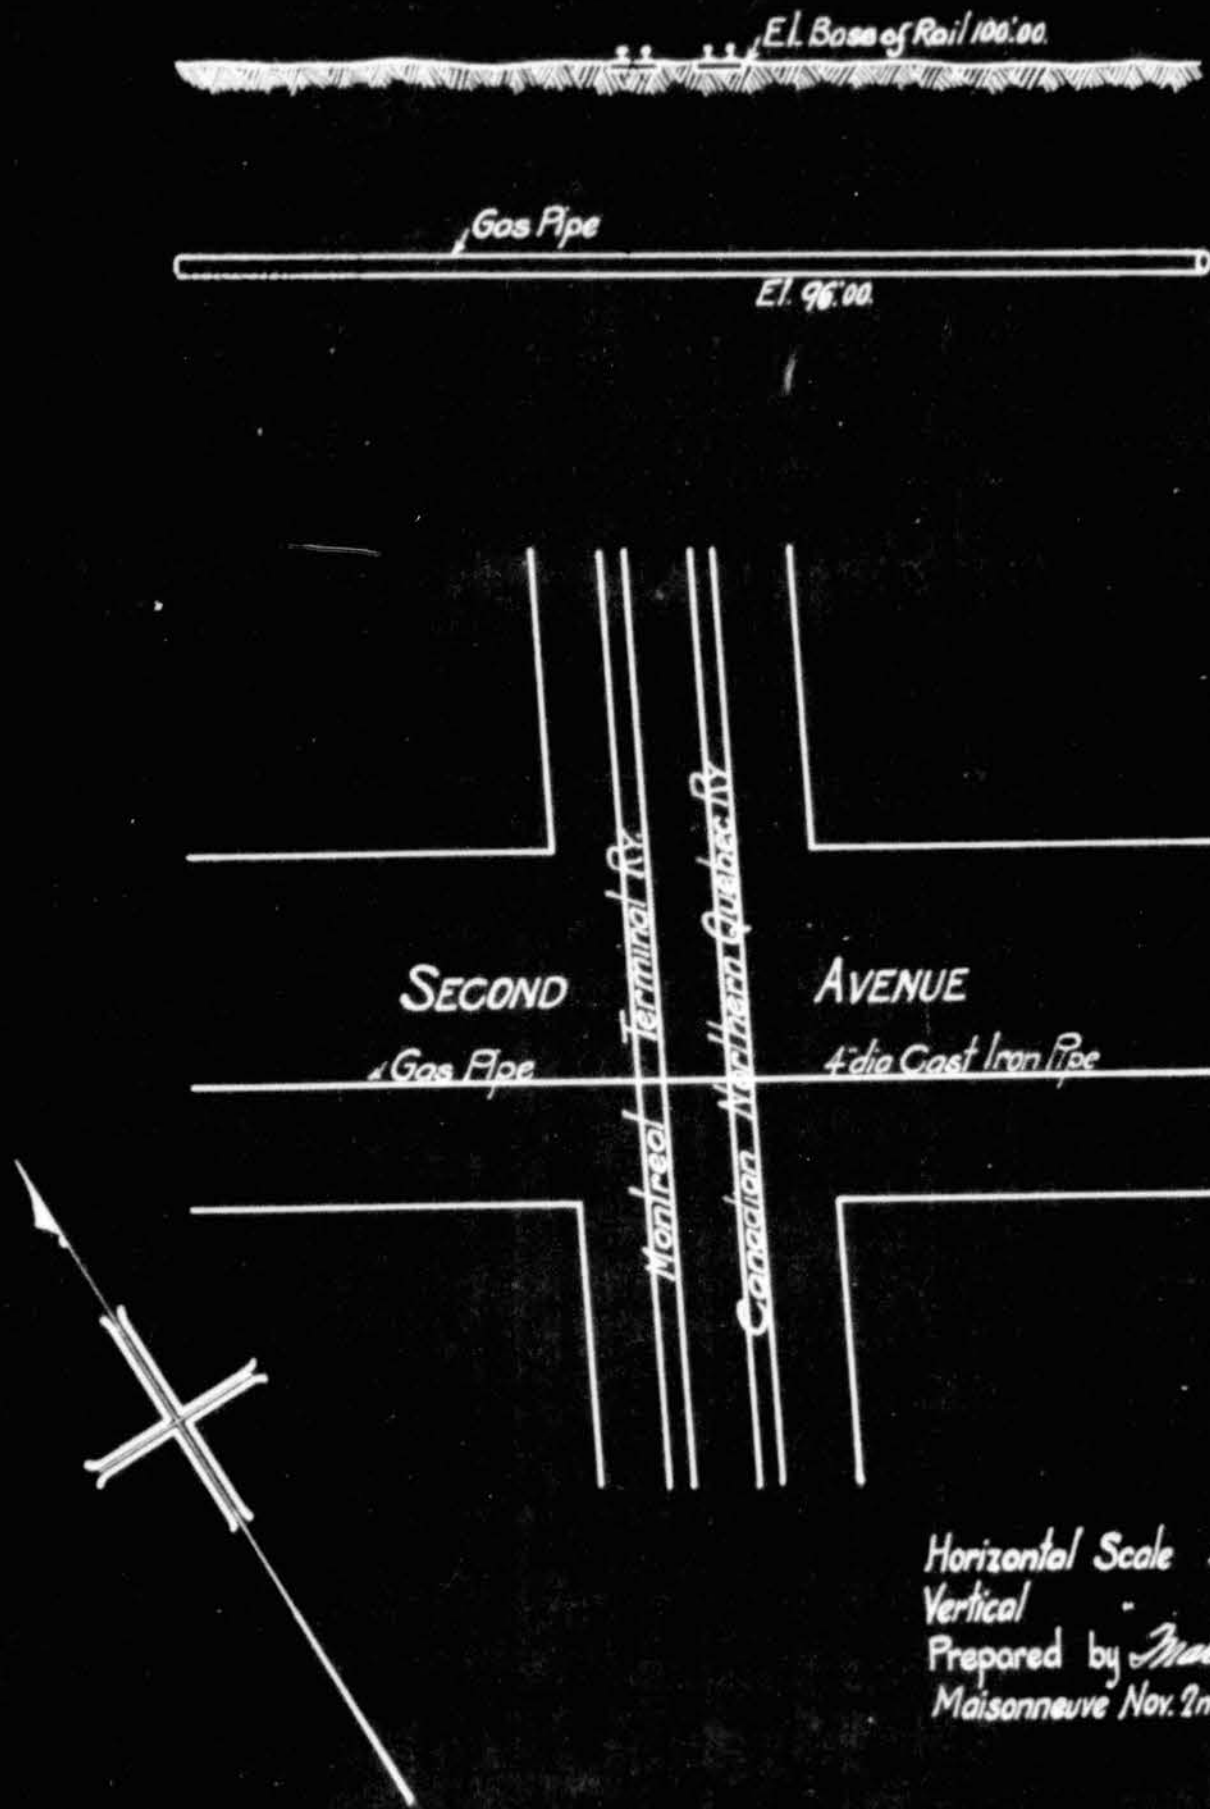 El. Base of Rail 100.'00.
Gas Pipe
El. 96.'00.
SECOND AVENUE
Gas Pipe
4" dia Cast Iron Pipe
Montreal Terminal Ry.
Canadian Northern Quebec Ry
Horizontal Scale
Vertical "
Prepared by
Maisonneuve Nov. 2n